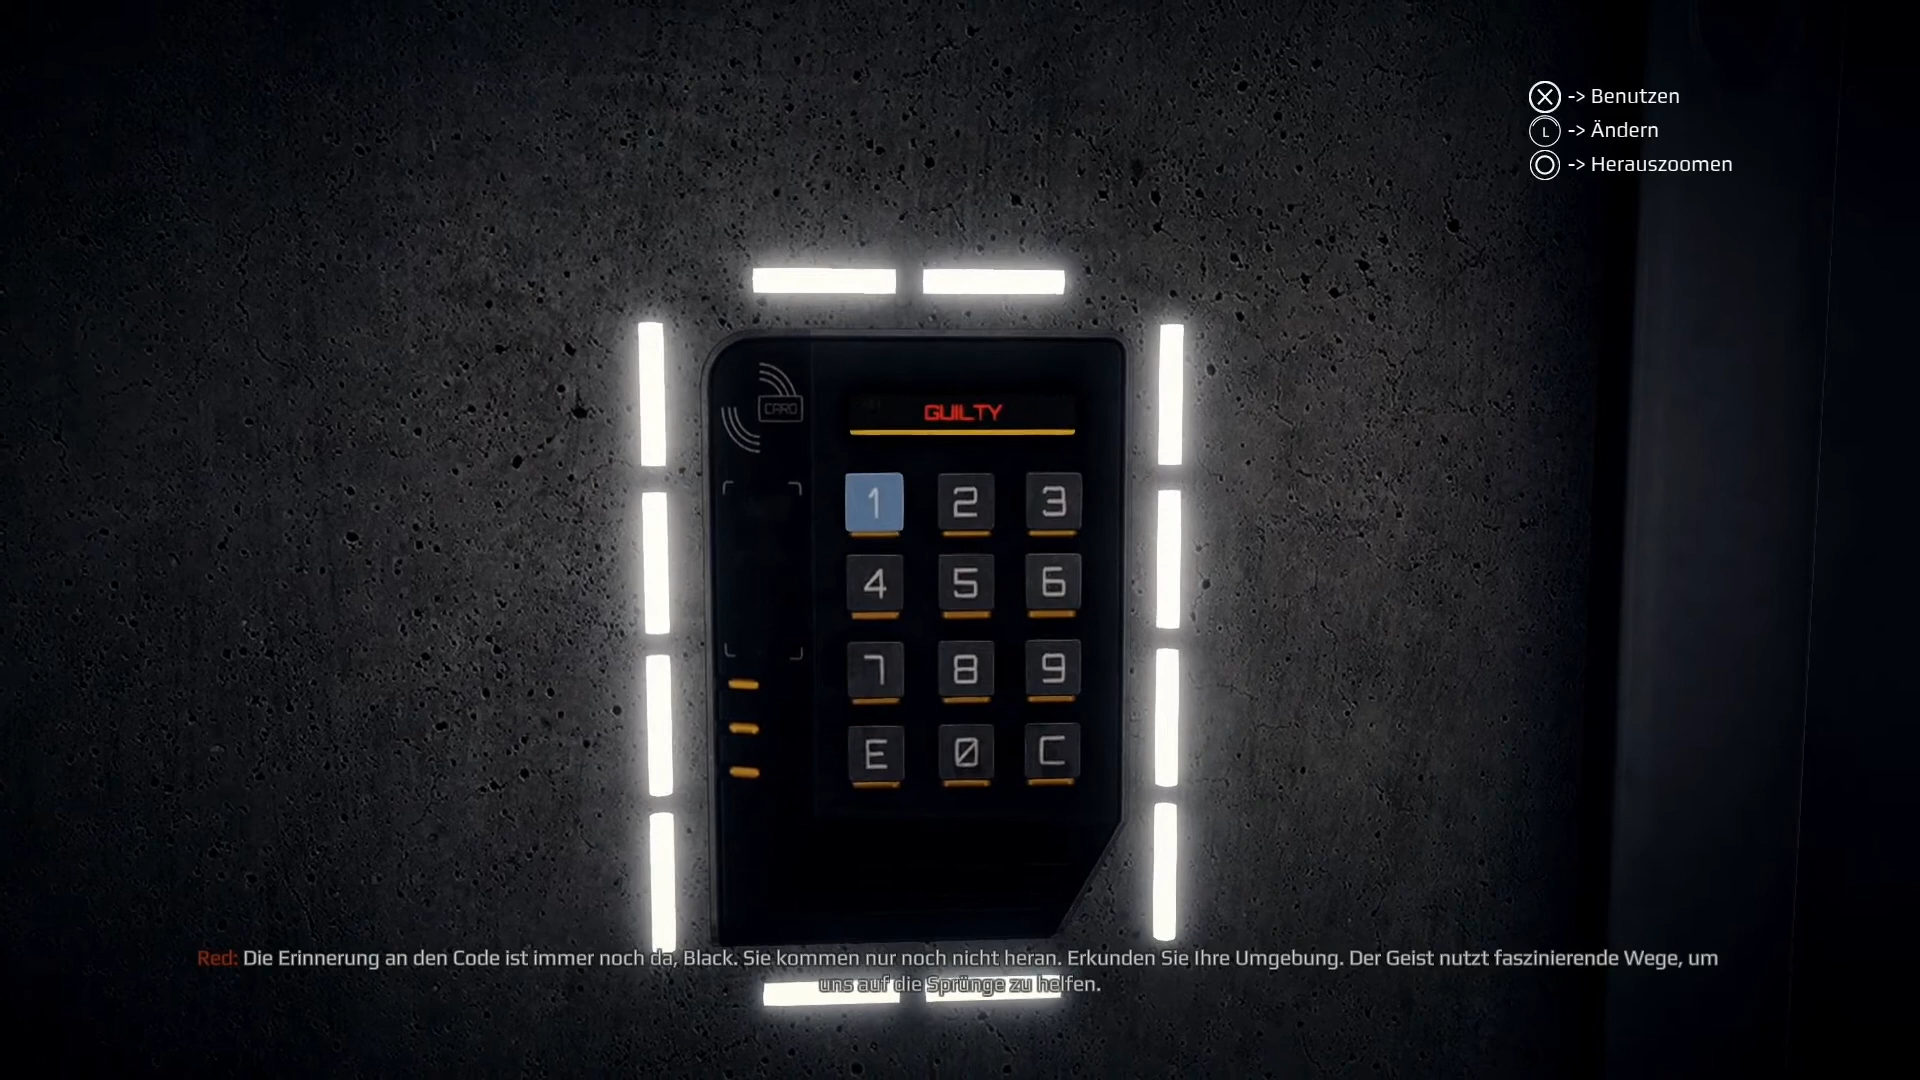 -> Benutzen
L -> Ändern
-> Herauszoomen
CARD
GUILTY
1 2 3
4 5 6
7 8 9
E 0 C
Red: Die Erinnerung an den Code ist immer noch da, Black. Sie kommen nur noch nicht heran. Erkunden Sie Ihre Umgebung. Der Geist nutzt faszinierende Wege, um
uns auf die Sprünge zu helfen.